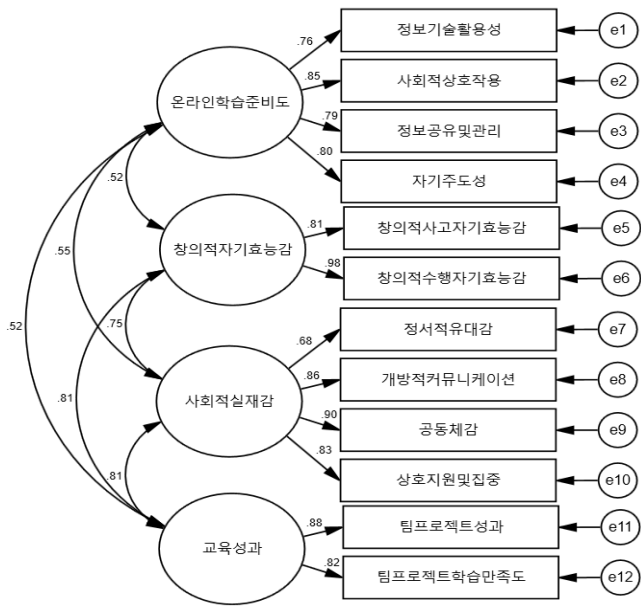 .76
정보기술활용성
e1
온라인학습준비도
.85
사회적상호작용
e2
.79
정보공유및관리
e3
.80
자기주도성
e4
.52
창의적자기효능감
.81
창의적사고자기효능감
e5
.98
창의적수행자기효능감
e6
.55
.52
.75
사회적실재감
.68
정서적유대감
e7
.86
개방적커뮤니케이션
e8
.90
공동체감
e9
.83
상호지원및집중
e10
.81
.81
교육성과
.88
팀프로젝트성과
e11
.82
팀프로젝트학습만족도
e12